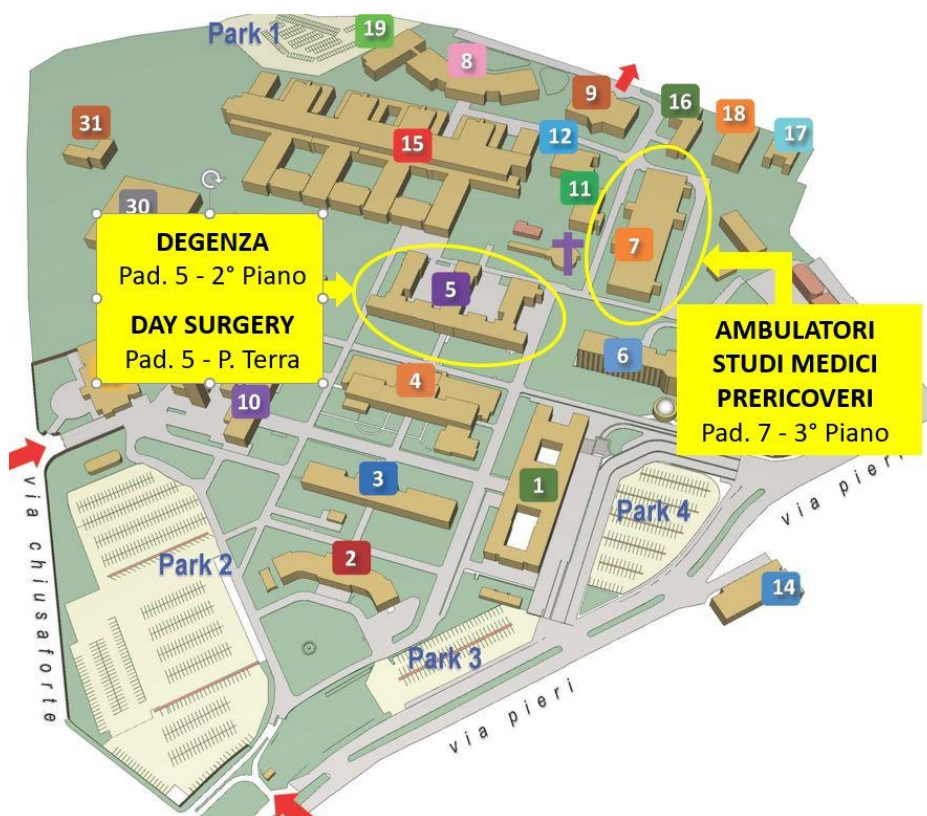 Park 1
19
8
9
16
18
17
12
31
15
11
30
7
DEGENZA
Pad. 5 - 2° Piano
DAY SURGERY
Pad. 5 - P. Terra
5
AMBULATORI
STUDI MEDICI
PRERICOVERI
Pad. 7 - 3° Piano
6
4
10
3
1
Park 4
via pieri
via chiusaforte
Park 2
2
14
Park 3
via pieri